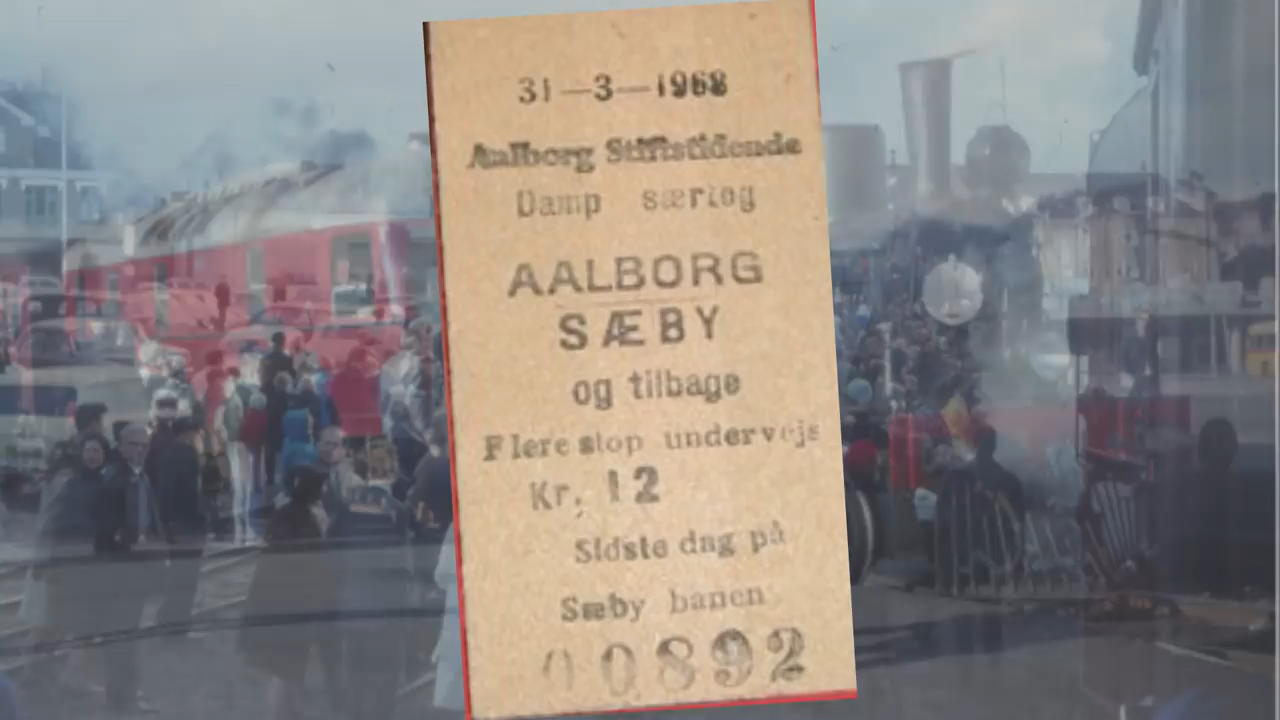 31—3—1968
Aalborg Stiftstidende
Damp særtog
AALBORG
SÆBY
og tilbage
Flere stop undervejs
Kr. 12
Sidste dag på
Sæby banen
00892